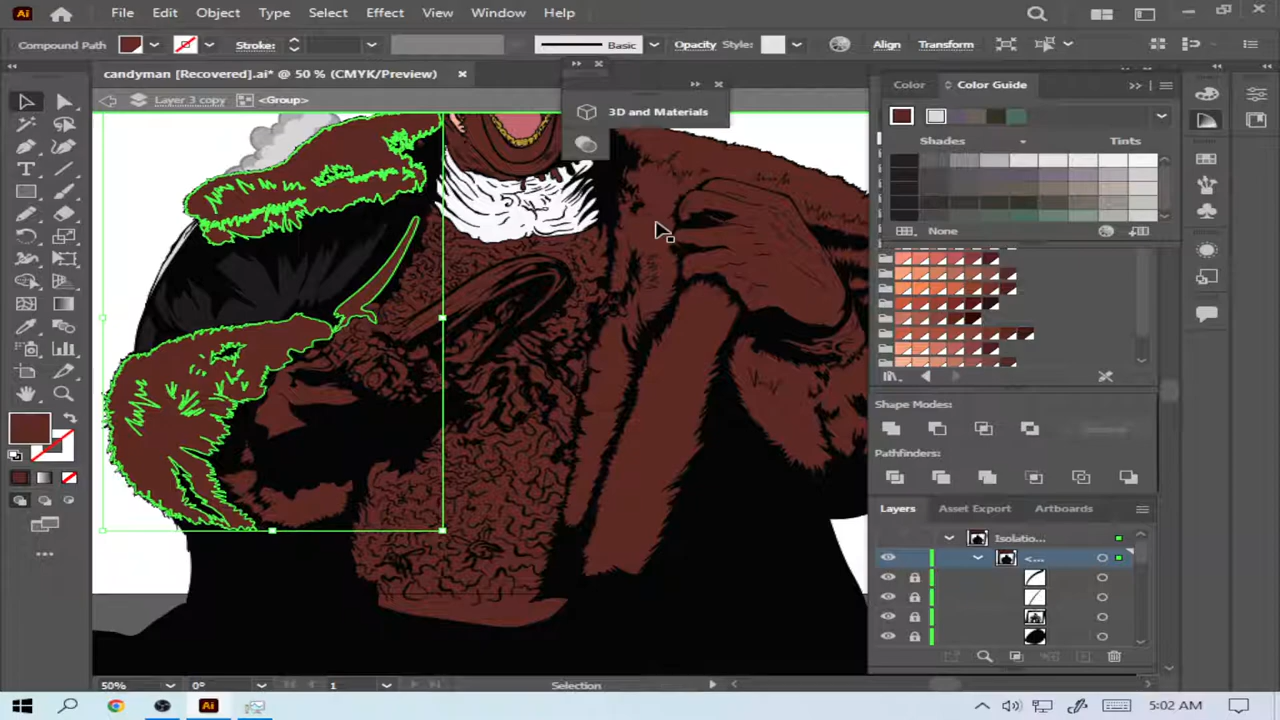 Ai File Edit Object Type Select Effect View Window Help
Compound Path Stroke: Basic Opacity Style: Align Transform
candyman [Recovered].ai* @ 50 % (CMYK/Preview)
Layer 3 copy <Group>
3D and Materials
Color Color Guide
Shades Tints
None
Shape Modes:
Pathfinders:
Layers Asset Export Artboards
Isolatio...
<...
50% 0° 1 Selection
Ai 5:02 AM